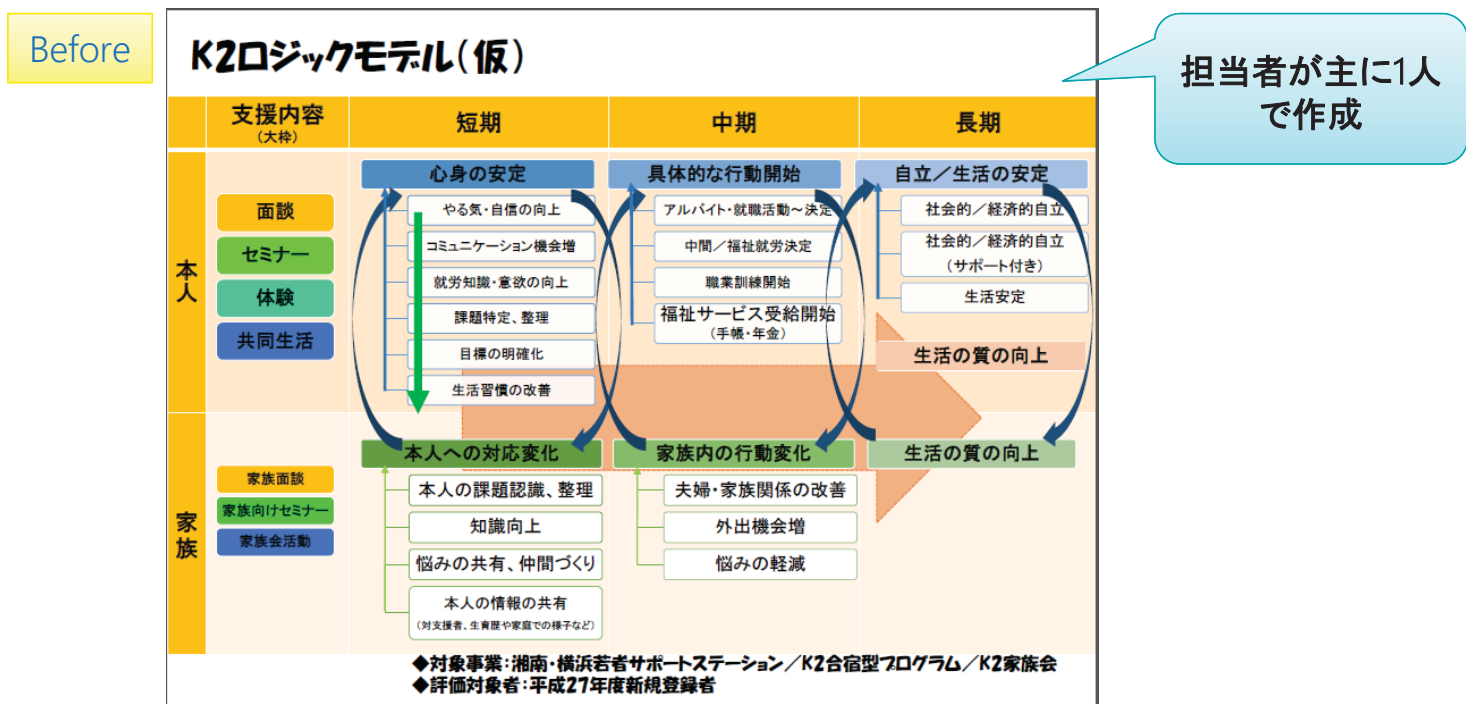 Before
K2ロジックモデル(仮)
担当者が主に1人
で作成
支援内容
(大枠)
短期
中期
長期
本人
面談
セミナー
体験
共同生活
心身の安定
やる気・自信の向上
コミュニケーション機会増
就労知識・意欲の向上
課題特定、整理
目標の明確化
生活習慣の改善
具体的な行動開始
アルバイト・就職活動～決定
中間／福祉就労決定
職業訓練開始
福祉サービス受給開始
(手帳・年金)
自立／生活の安定
社会的／経済的自立
社会的／経済的自立
(サポート付き)
生活安定
生活の質の向上
家族
家族面談
家族向けセミナー
家族会活動
本人への対応変化
本人の課題認識、整理
知識向上
悩みの共有、仲間づくり
本人の情報の共有
(対支援者、生育歴や家庭での様子など)
家族内の行動変化
夫婦・家族関係の改善
外出機会増
悩みの軽減
生活の質の向上
◆対象事業:湘南・横浜若者サポートステーション／K2合宿型プログラム／K2家族会
◆評価対象者:平成27年度新規登録者